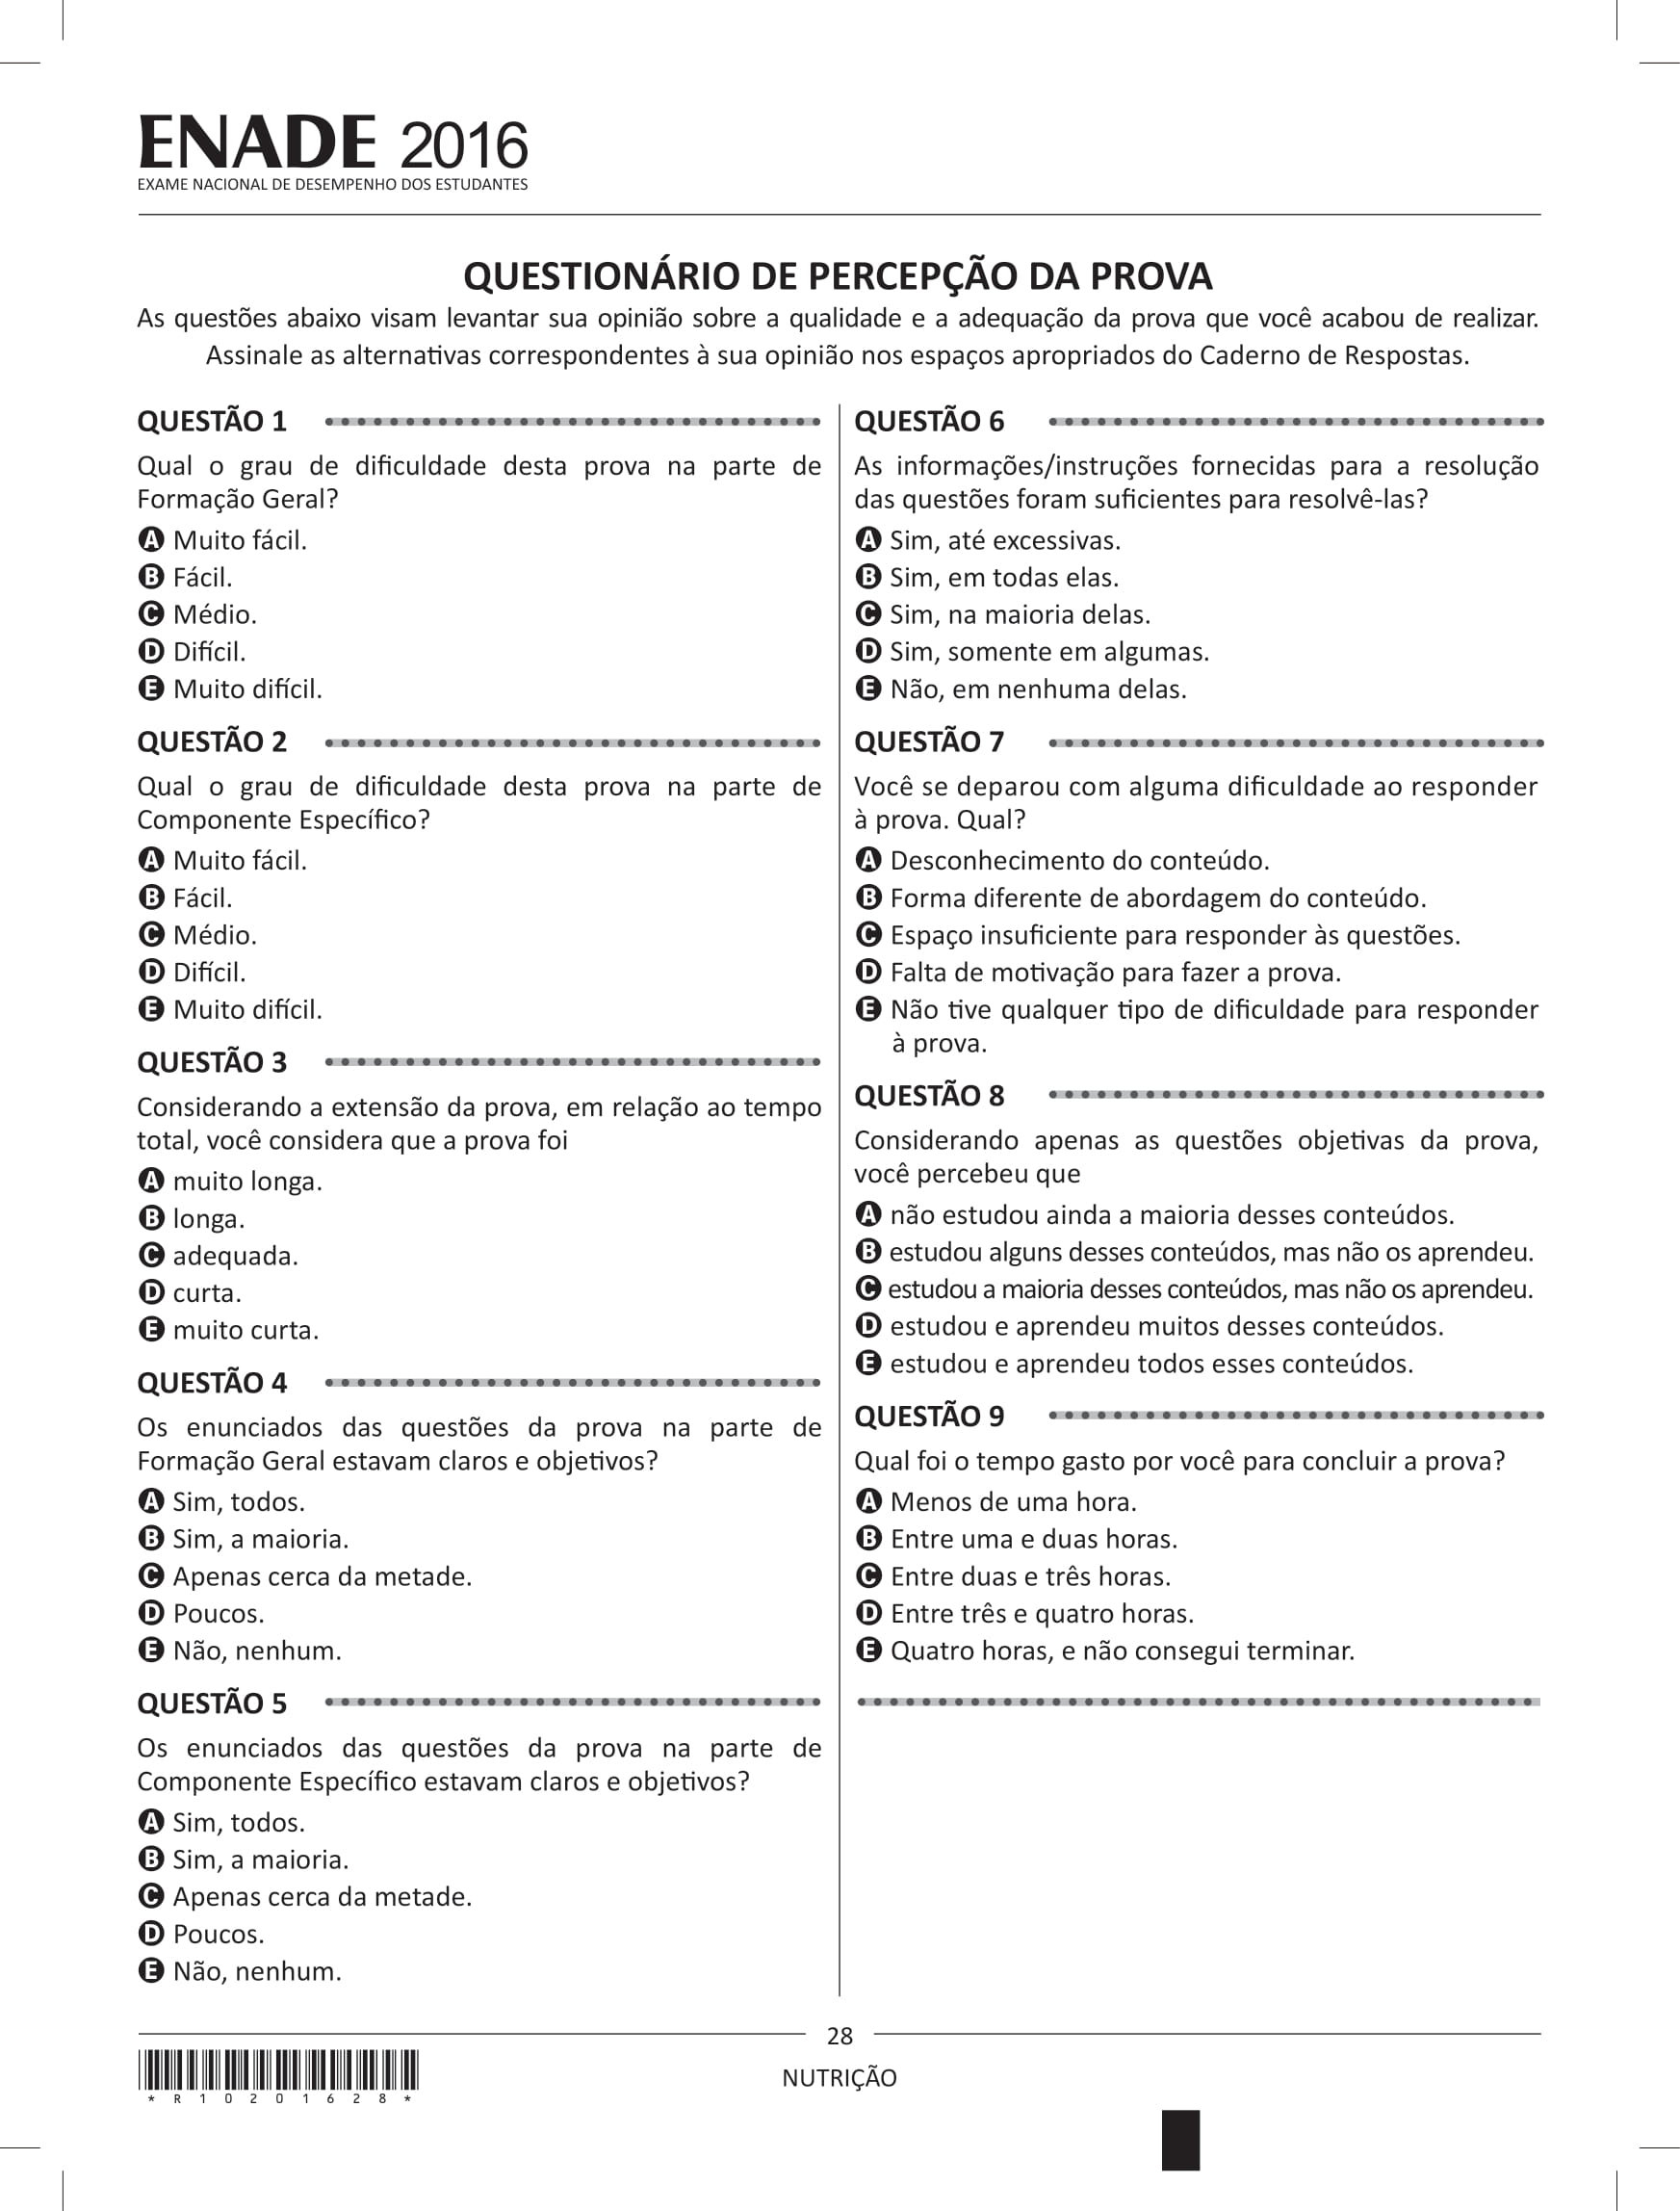 ENADE 2016
EXAME NACIONAL DE DESEMPENHO DOS ESTUDANTES
QUESTIONÁRIO DE PERCEPÇÃO DA PROVA
As questões abaixo visam levantar sua opinião sobre a qualidade e a adequação da prova que você acabou de realizar.
Assinale as alternativas correspondentes à sua opinião nos espaços apropriados do Caderno de Respostas.
QUESTÃO 1
Qual o grau de dificuldade desta prova na parte de
Formação Geral?
A Muito fácil.
B Fácil.
C Médio.
D Difícil.
E Muito difícil.
QUESTÃO 2
Qual o grau de dificuldade desta prova na parte de
Componente Específico?
A Muito fácil.
B Fácil.
C Médio.
D Difícil.
E Muito difícil.
QUESTÃO 3
Considerando a extensão da prova, em relação ao tempo
total, você considera que a prova foi
A muito longa.
B longa.
C adequada.
D curta.
E muito curta.
QUESTÃO 4
Os enunciados das questões da prova na parte de
Formação Geral estavam claros e objetivos?
A Sim, todos.
B Sim, a maioria.
C Apenas cerca da metade.
D Poucos.
E Não, nenhum.
QUESTÃO 5
Os enunciados das questões da prova na parte de
Componente Específico estavam claros e objetivos?
A Sim, todos.
B Sim, a maioria.
C Apenas cerca da metade.
D Poucos.
E Não, nenhum.
QUESTÃO 6
As informações/instruções fornecidas para a resolução
das questões foram suficientes para resolvê-las?
A Sim, até excessivas.
B Sim, em todas elas.
C Sim, na maioria delas.
D Sim, somente em algumas.
E Não, em nenhuma delas.
QUESTÃO 7
Você se deparou com alguma dificuldade ao responder
à prova. Qual?
A Desconhecimento do conteúdo.
B Forma diferente de abordagem do conteúdo.
C Espaço insuficiente para responder às questões.
D Falta de motivação para fazer a prova.
E Não tive qualquer tipo de dificuldade para responder
à prova.
QUESTÃO 8
Considerando apenas as questões objetivas da prova,
você percebeu que
A não estudou ainda a maioria desses conteúdos.
B estudou alguns desses conteúdos, mas não os aprendeu.
C estudou a maioria desses conteúdos, mas não os aprendeu.
D estudou e aprendeu muitos desses conteúdos.
E estudou e aprendeu todos esses conteúdos.
QUESTÃO 9
Qual foi o tempo gasto por você para concluir a prova?
A Menos de uma hora.
B Entre uma e duas horas.
C Entre duas e três horas.
D Entre três e quatro horas.
E Quatro horas, e não consegui terminar.
28
NUTRIÇÃO
* R 1 0 2 0 1 6 2 8 *